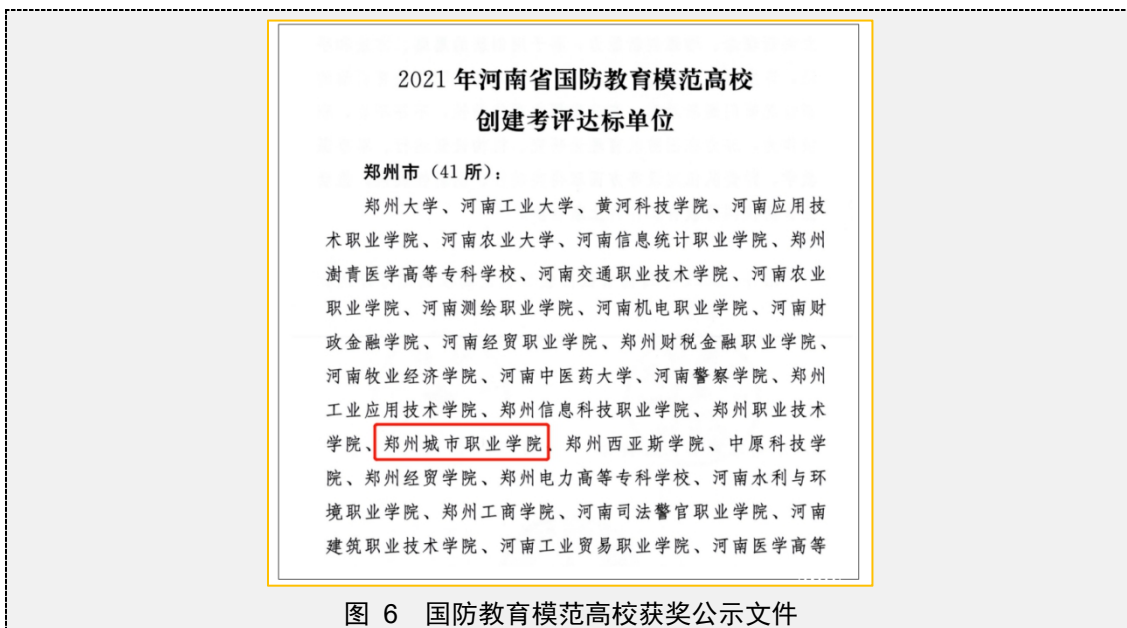 2021 年河南省国防教育模范高校
创建考评达标单位
郑州市（41 所）：
郑州大学、河南工业大学、黄河科技学院、河南应用技
术职业学院、河南农业大学、河南信息统计职业学院、郑州
澍青医学高等专科学校、河南交通职业技术学院、河南农业
职业学院、河南测绘职业学院、河南机电职业学院、河南财
政金融学院、河南经贸职业学院、郑州财税金融职业学院、
河南牧业经济学院、河南中医药大学、河南警察学院、郑州
工业应用技术学院、郑州信息科技职业学院、郑州职业技术
学院、郑州城市职业学院、郑州西亚斯学院、中原科技学
院、郑州经贸学院、郑州电力高等专科学校、河南水利与环
境职业学院、郑州工商学院、河南司法警官职业学院、河南
建筑职业技术学院、河南工业贸易职业学院、河南医学高等
图 6 国防教育模范高校获奖公示文件